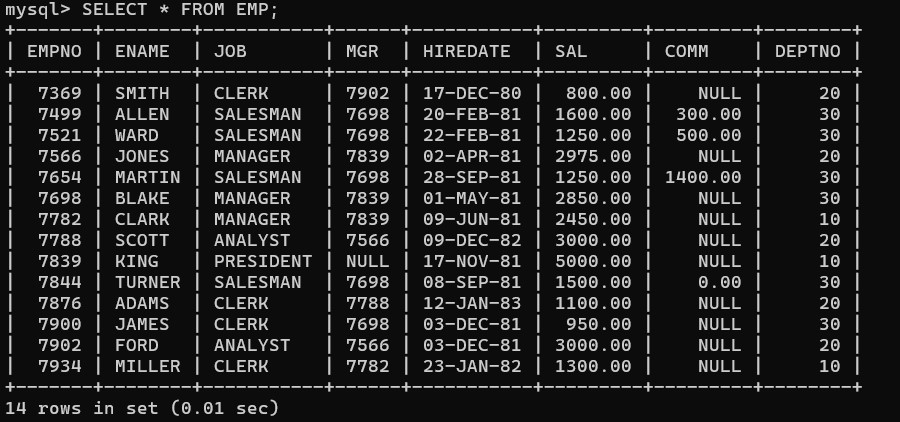 mysql> SELECT * FROM EMP;
+-------+--------+-----------+------+-----------+---------+---------+--------+
| EMPNO | ENAME  | JOB       | MGR  | HIREDATE  | SAL     | COMM    | DEPTNO |
+-------+--------+-----------+------+-----------+---------+---------+--------+
|  7369 | SMITH  | CLERK     | 7902 | 17-DEC-80 |  800.00 |    NULL |     20 |
|  7499 | ALLEN  | SALESMAN  | 7698 | 20-FEB-81 | 1600.00 |  300.00 |     30 |
|  7521 | WARD   | SALESMAN  | 7698 | 22-FEB-81 | 1250.00 |  500.00 |     30 |
|  7566 | JONES  | MANAGER   | 7839 | 02-APR-81 | 2975.00 |    NULL |     20 |
|  7654 | MARTIN | SALESMAN  | 7698 | 28-SEP-81 | 1250.00 | 1400.00 |     30 |
|  7698 | BLAKE  | MANAGER   | 7839 | 01-MAY-81 | 2850.00 |    NULL |     30 |
|  7782 | CLARK  | MANAGER   | 7839 | 09-JUN-81 | 2450.00 |    NULL |     10 |
|  7788 | SCOTT  | ANALYST   | 7566 | 09-DEC-82 | 3000.00 |    NULL |     20 |
|  7839 | KING   | PRESIDENT | NULL | 17-NOV-81 | 5000.00 |    NULL |     10 |
|  7844 | TURNER | SALESMAN  | 7698 | 08-SEP-81 | 1500.00 |    0.00 |     30 |
|  7876 | ADAMS  | CLERK     | 7788 | 12-JAN-83 | 1100.00 |    NULL |     20 |
|  7900 | JAMES  | CLERK     | 7698 | 03-DEC-81 |  950.00 |    NULL |     30 |
|  7902 | FORD   | ANALYST   | 7566 | 03-DEC-81 | 3000.00 |    NULL |     20 |
|  7934 | MILLER | CLERK     | 7782 | 23-JAN-82 | 1300.00 |    NULL |     10 |
+-------+--------+-----------+------+-----------+---------+---------+--------+
14 rows in set (0.01 sec)